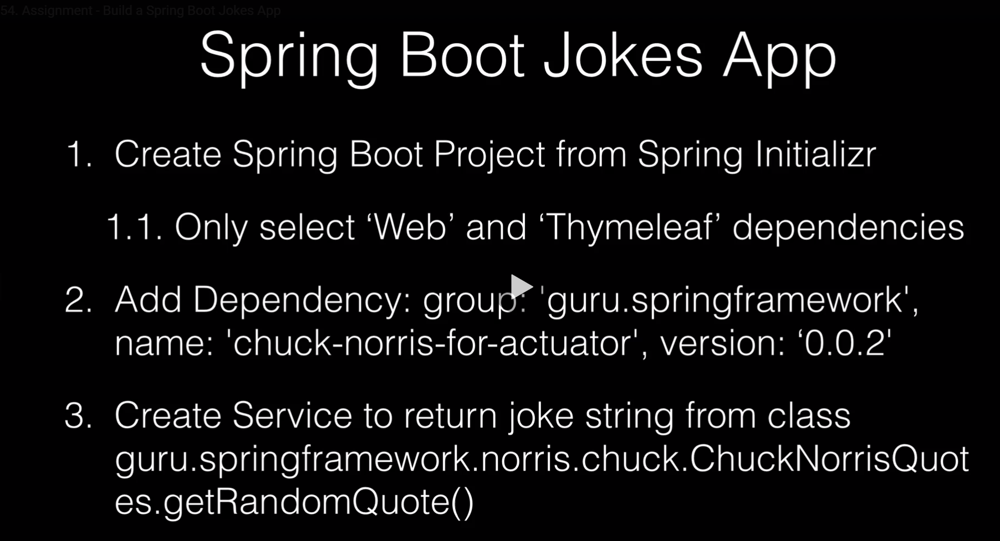 54. Assignment - Build a Spring Boot Jokes App
Spring Boot Jokes App
1. Create Spring Boot Project from Spring Initializr
1.1. Only select ‘Web’ and ‘Thymeleaf’ dependencies
2. Add Dependency: group: 'guru.springframework',
name: 'chuck-norris-for-actuator', version: ‘0.0.2'
3. Create Service to return joke string from class
guru.springframework.norris.chuck.ChuckNorrisQuot
es.getRandomQuote()